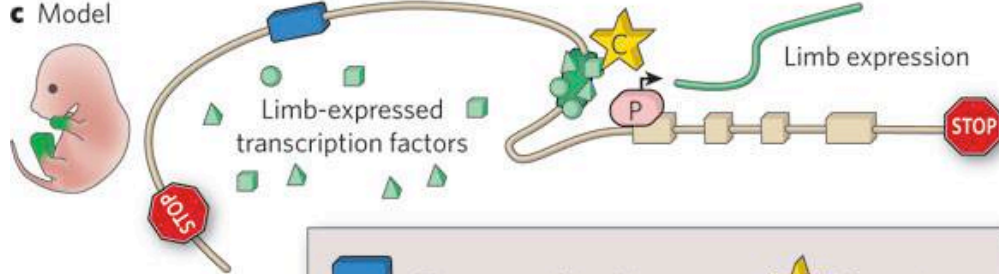 c Model
C
Limb expression
P
Limb-expressed
transcription factors
STOP
STOP